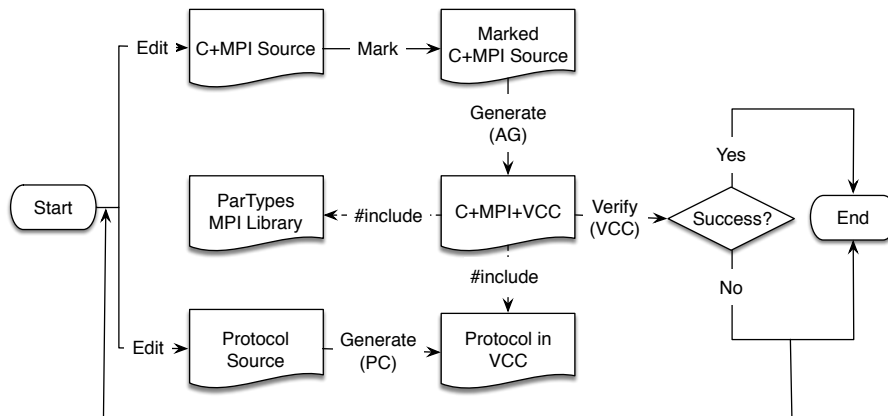 Edit
C+MPI Source
Mark
Marked
C+MPI Source
Generate
(AG)
Yes
Start
ParTypes
MPI Library
#include
C+MPI+VCC
Verify
(VCC)
Success?
End
#include
No
Edit
Protocol
Source
Generate
(PC)
Protocol in
VCC